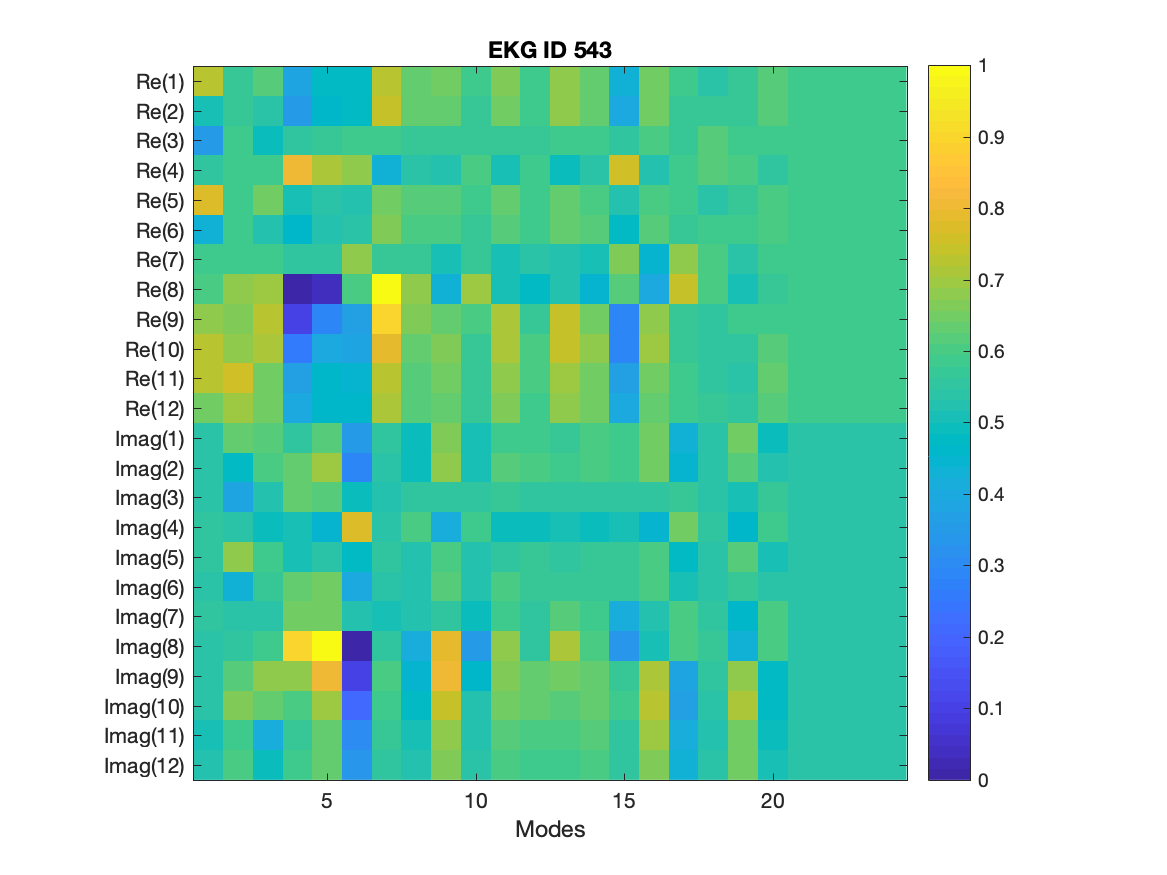 EKG ID 543
Re(1)
Re(2)
Re(3)
Re(4)
Re(5)
Re(6)
Re(7)
Re(8)
Re(9)
Re(10)
Re(11)
Re(12)
Imag(1)
Imag(2)
Imag(3)
Imag(4)
Imag(5)
Imag(6)
Imag(7)
Imag(8)
Imag(9)
Imag(10)
Imag(11)
Imag(12)
5 10 15 20
Modes
1
0.9
0.8
0.7
0.6
0.5
0.4
0.3
0.2
0.1
0